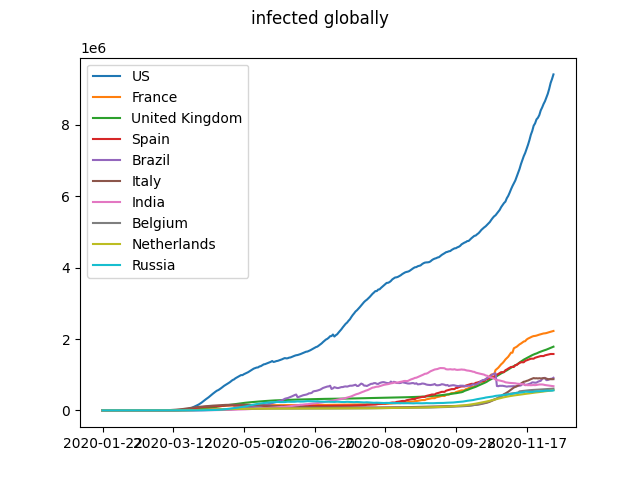 infected globally
1e6
US
France
United Kingdom
Spain
Brazil
Italy
India
Belgium
Netherlands
Russia
8
6
4
2
0
2020-01-22 2020-03-12 2020-05-01 2020-06-20 2020-08-09 2020-09-28 2020-11-17